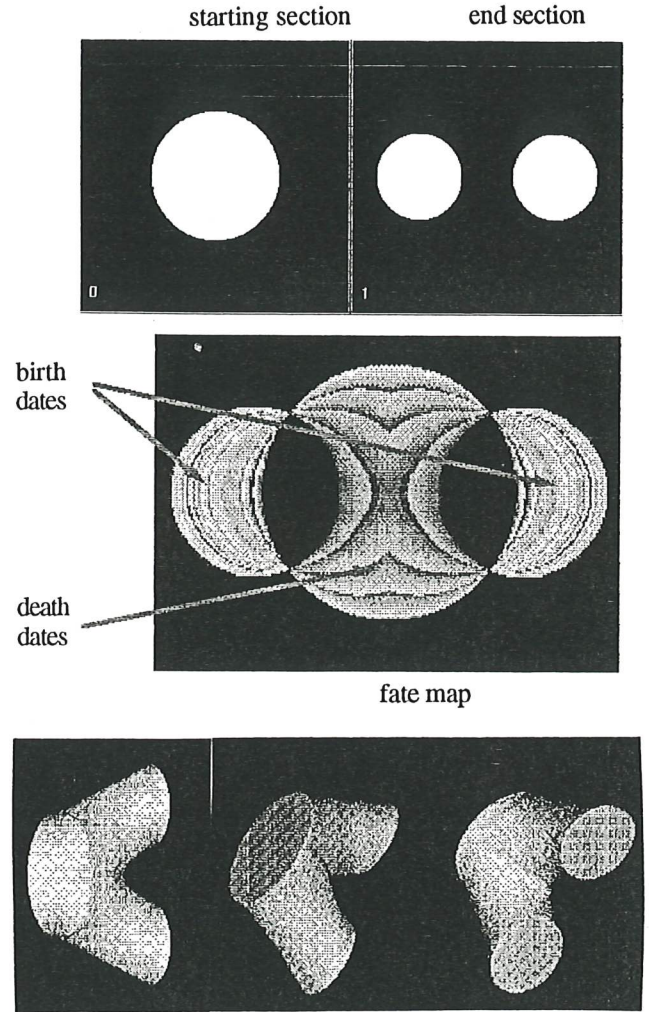 starting section
end section
0
1
birth
dates
death
dates
fate map